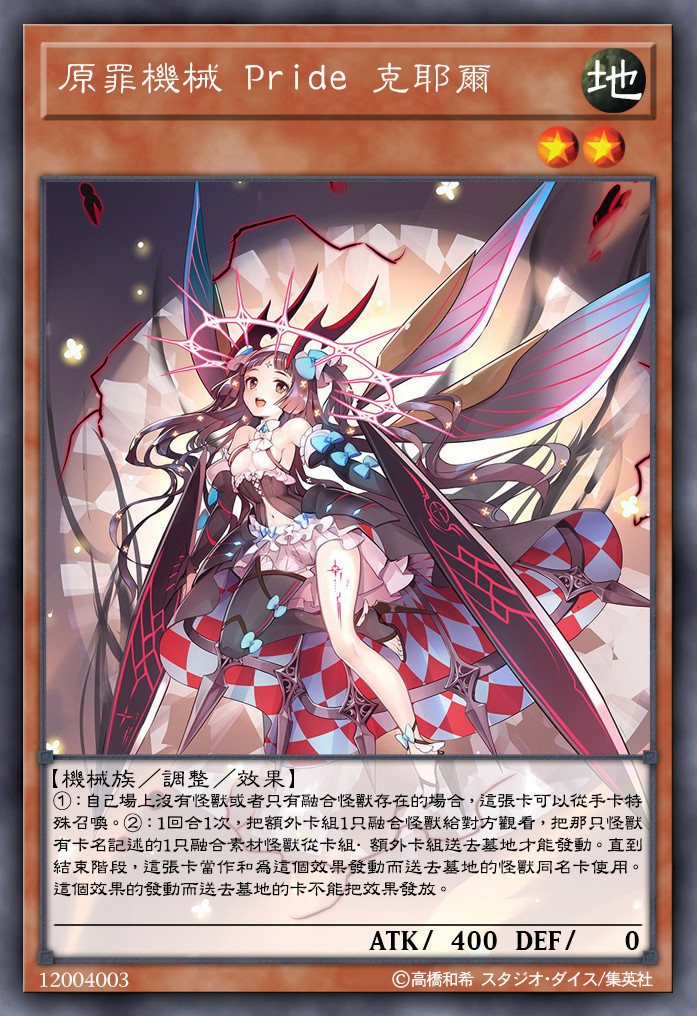 原罪機械 Pride 克耶爾
地
【機械族／調整／效果】
①：自己場上沒有怪獸或者只有融合怪獸存在的場合，這張卡可以從手卡特
殊召喚。②：1回合1次，把額外卡組1只融合怪獸給對方觀看，把那只怪獸
有卡名記述的1只融合素材怪獸從卡組·額外卡組送去墓地才能發動。直到
結束階段，這張卡當作和為這個效果發動而送去墓地的怪獸同名卡使用。
這個效果的發動而送去墓地的卡不能把效果發放。
ATK/ 400 DEF/ 0
12004003 ©高橋和希 スタジオ·ダイス/集英社